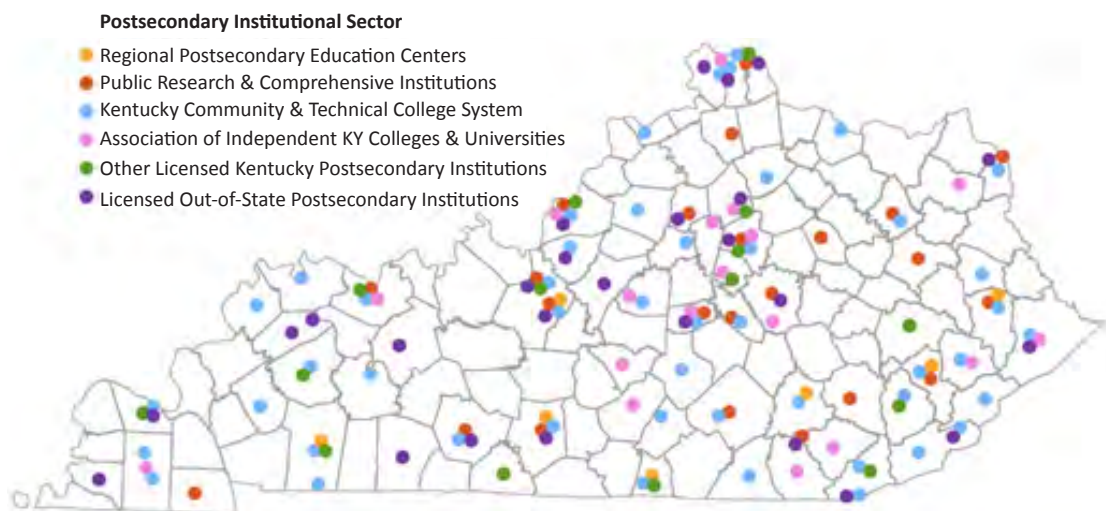 Postsecondary Institutional Sector
Regional Postsecondary Education Centers
Public Research & Comprehensive Institutions
Kentucky Community & Technical College System
Association of Independent KY Colleges & Universities
Other Licensed Kentucky Postsecondary Institutions
Licensed Out-of-State Postsecondary Institutions